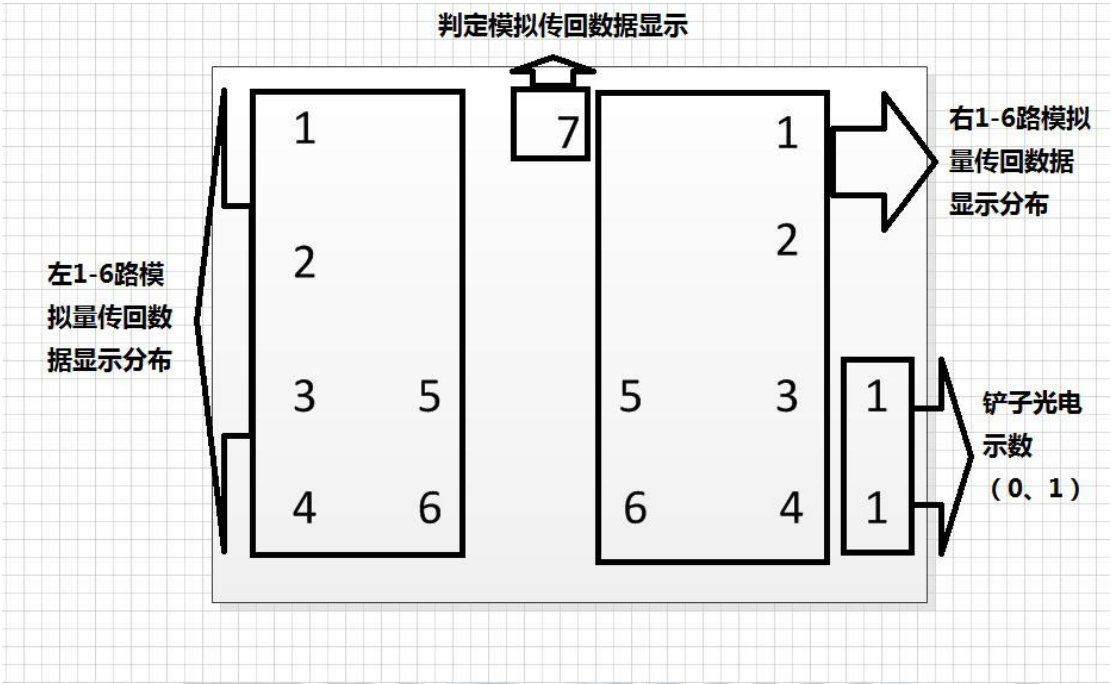 判定模拟传回数据显示
左1-6路模
拟量传回数
据显示分布
1
2
3 5
4 6
7
1
2
5 3
6 4
右1-6路模拟
量传回数据
显示分布
1
1
铲子光电
示数
（0、1）